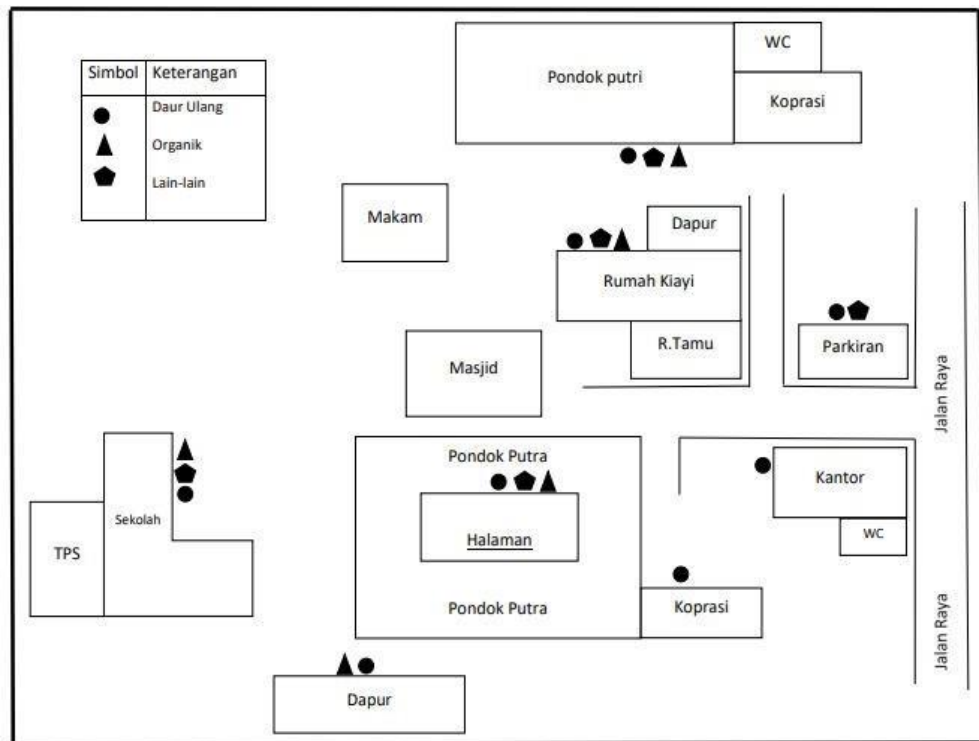 Simbol Keterangan
Daur Ulang
Organik
Lain-lain
Pondok putri
WC
Koprasi
Makam
Dapur
Rumah Kiayi
R.Tamu
Parkiran
Jalan Raya
Masjid
Pondok Putra
Halaman
Pondok Putra
Kantor
WC
Koprasi
Jalan Raya
Sekolah
TPS
Dapur